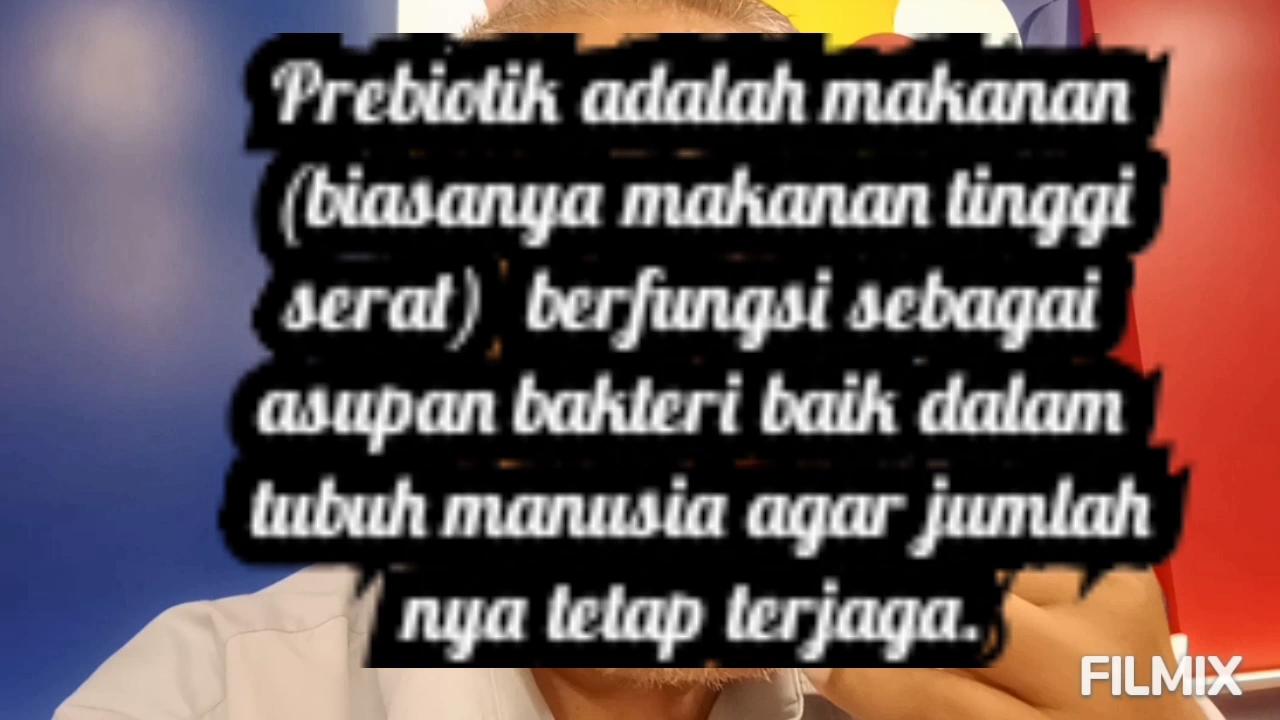 Prebiotik adalah makanan
(biasanya makanan tinggi
serat) berfungsi sebagai
asupan bakteri baik dalam
tubuh manusia agar jumlah
nya tetap terjaga.
FILMIX